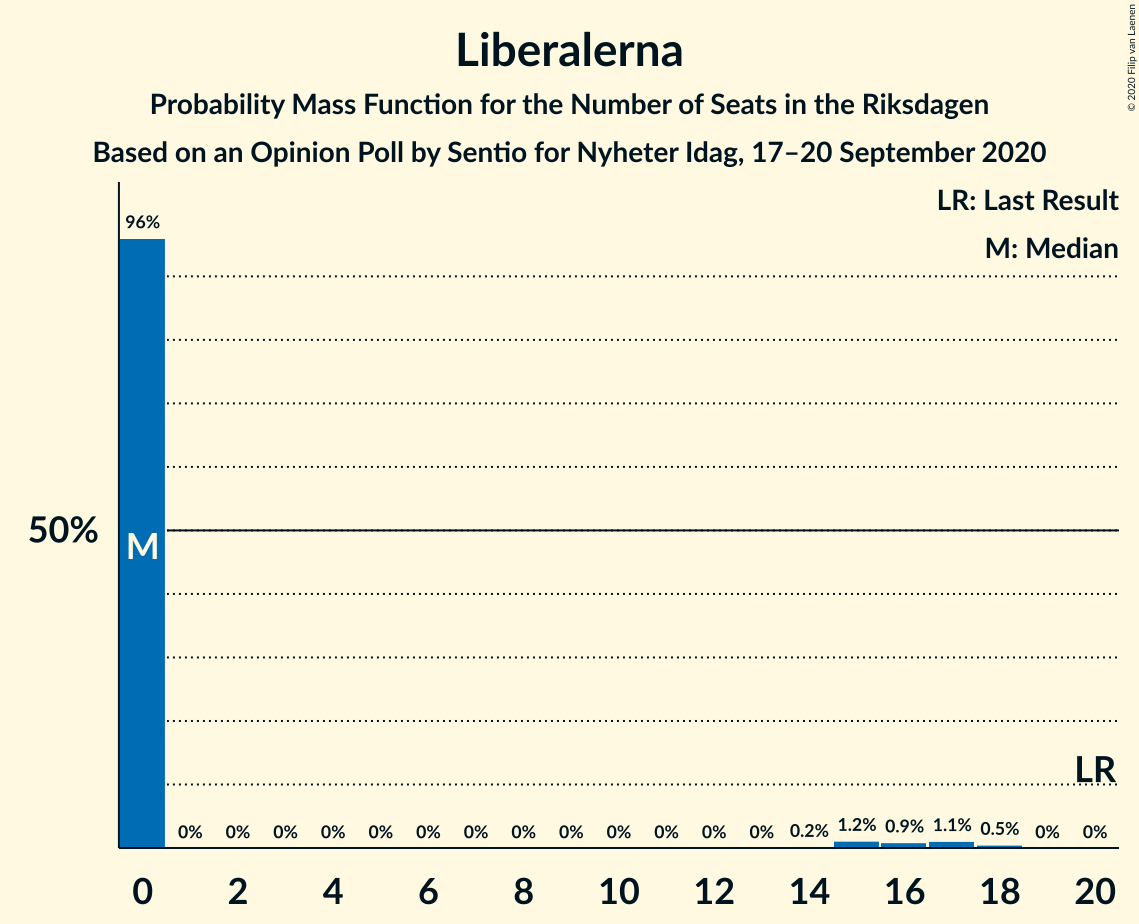 © 2020 Filip van Laenen
Liberalerna
Probability Mass Function for the Number of Seats in the Riksdagen
Based on an Opinion Poll by Sentio for Nyheter Idag, 17–20 September 2020
LR: Last Result
M: Median
96%
50%
M
LR
0% 0% 0% 0% 0% 0% 0% 0% 0% 0% 0% 0% 0% 0.2% 1.2% 0.9% 1.1% 0.5% 0% 0%
0 2 4 6 8 10 12 14 16 18 20